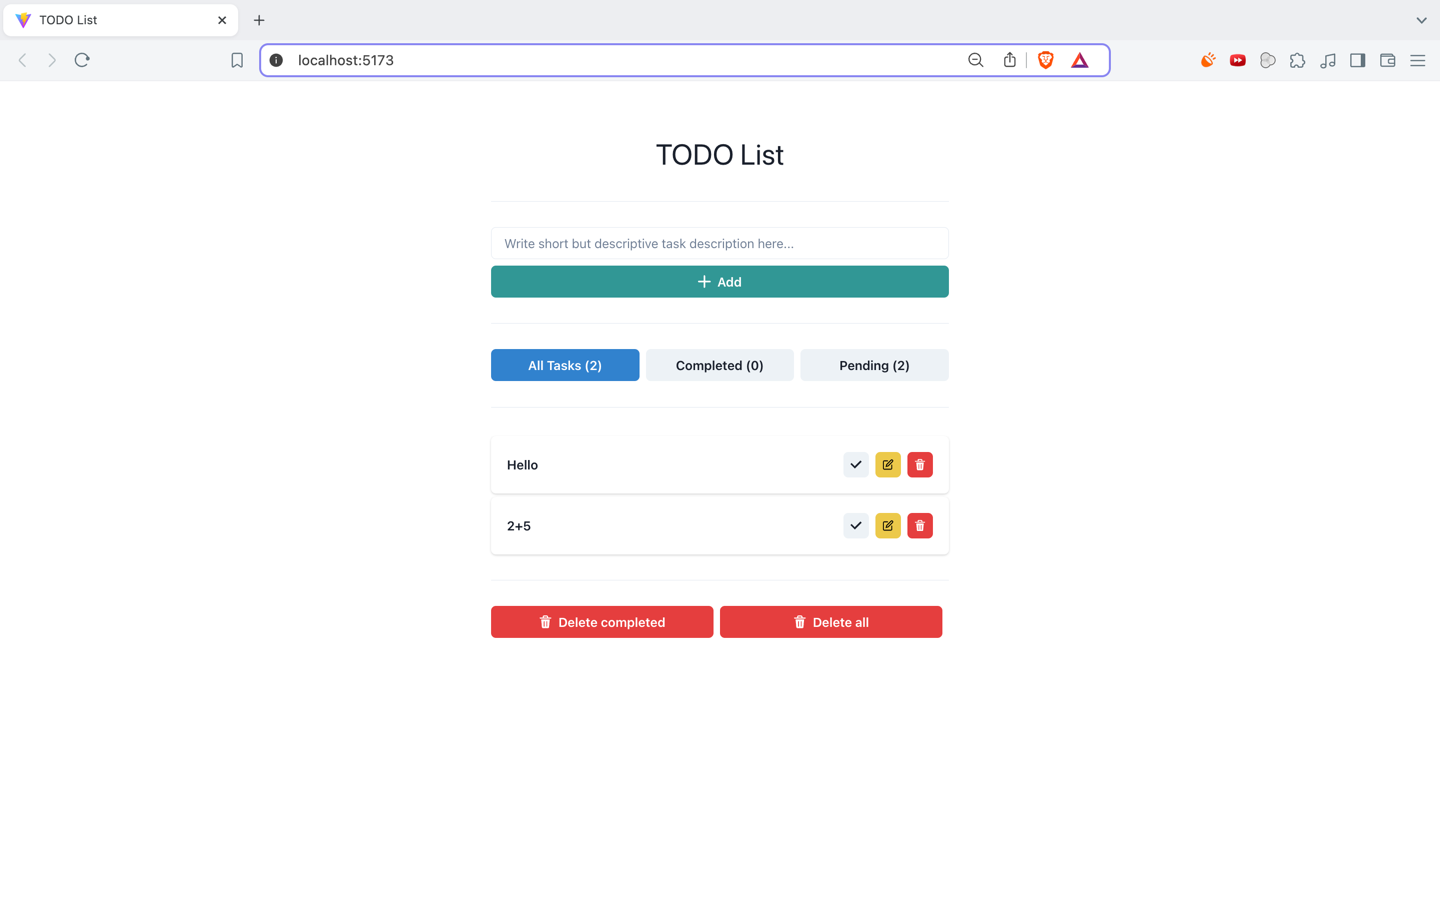 TODO List
localhost:5173
TODO List
Write short but descriptive task description here...
Add
All Tasks (2) Completed (0) Pending (2)
Hello
2+5
Delete completed Delete all